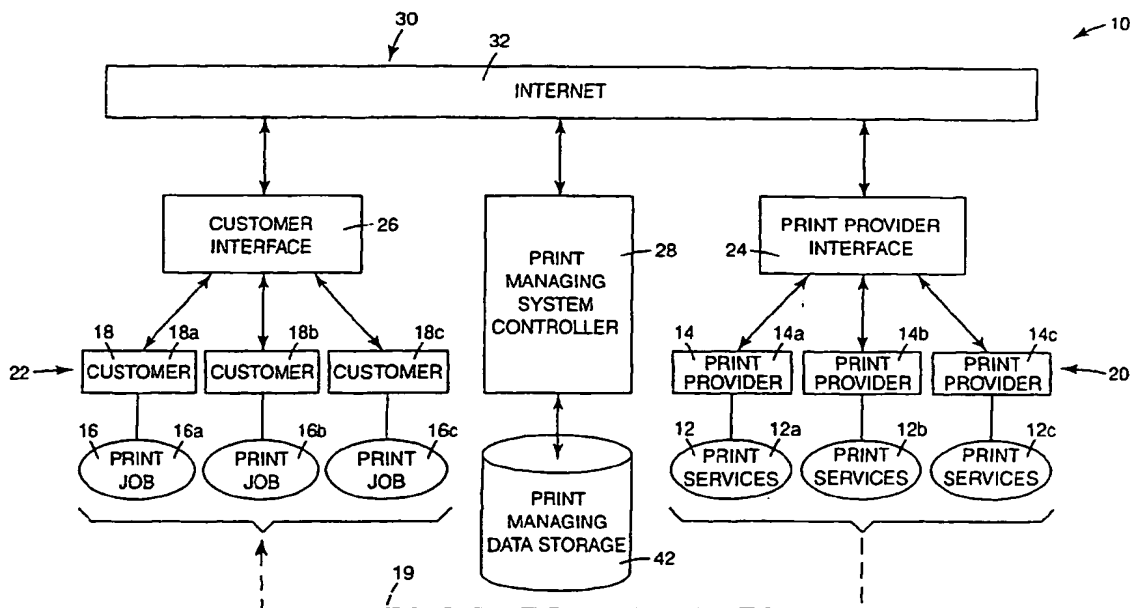 10
30
32
INTERNET
CUSTOMER
INTERFACE
26
PRINT
MANAGING
SYSTEM
CONTROLLER
28
PRINT PROVIDER
INTERFACE
24
18
18a
18b
18c
14
14a
14b
14c
22
CUSTOMER
CUSTOMER
CUSTOMER
PRINT
PROVIDER
PRINT
PROVIDER
PRINT
PROVIDER
20
16
16a
16b
16c
12
12a
12b
12c
PRINT
JOB
PRINT
JOB
PRINT
JOB
PRINT
MANAGING
DATA STORAGE
42
PRINT
SERVICES
PRINT
SERVICES
PRINT
SERVICES
19